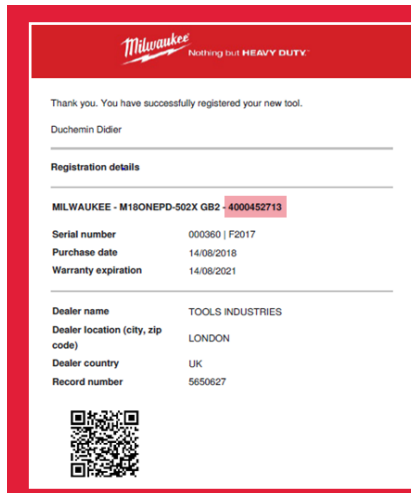 Milwaukee
Nothing but HEAVY DUTY.™
Thank you. You have successfully registered your new tool.
Duchemin Didier
Registration details
MILWAUKEE - M18ONEPD-502X GB2 - 4000452713
Serial number 000360 | F2017
Purchase date 14/08/2018
Warranty expiration 14/08/2021
Dealer name TOOLS INDUSTRIES
Dealer location (city, zip
code) LONDON
Dealer country UK
Record number 5650627